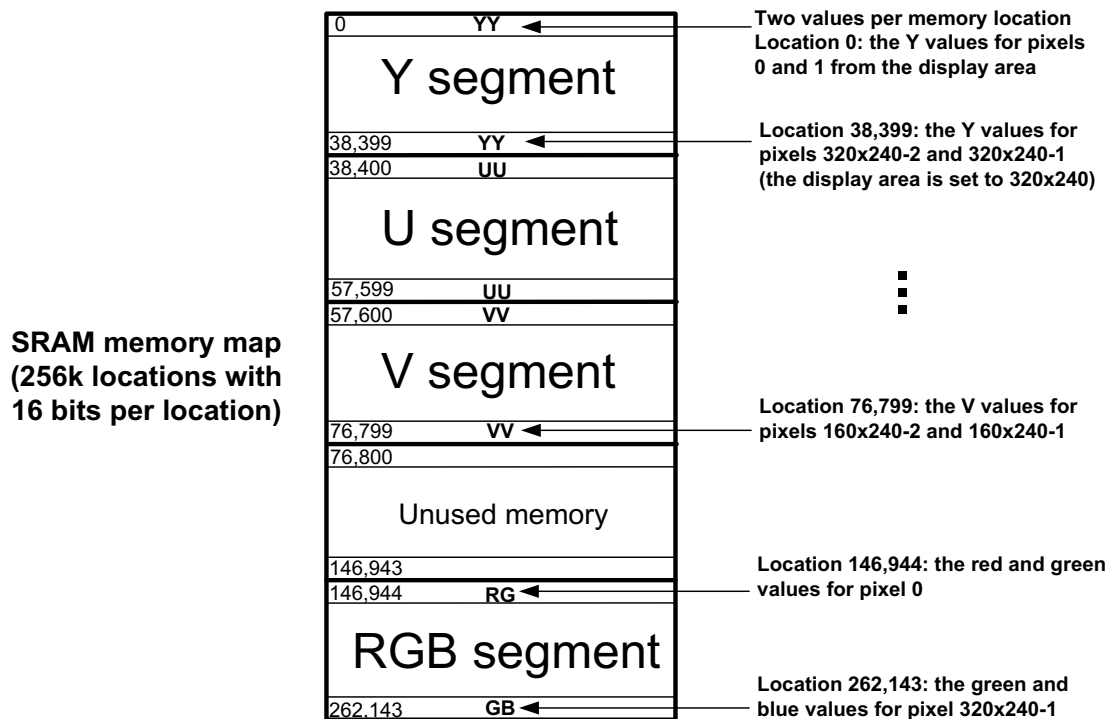 0 YY
Two values per memory location
Location 0: the Y values for pixels
0 and 1 from the display area
Y segment
38,399 YY
Location 38,399: the Y values for
pixels 320x240-2 and 320x240-1
(the display area is set to 320x240)
38,400 UU
U segment
57,599 UU
57,600 VV
SRAM memory map
(256k locations with
16 bits per location)
V segment
76,799 VV
Location 76,799: the V values for
pixels 160x240-2 and 160x240-1
76,800
Unused memory
146,943
146,944 RG
Location 146,944: the red and green
values for pixel 0
RGB segment
262,143 GB
Location 262,143: the green and
blue values for pixel 320x240-1